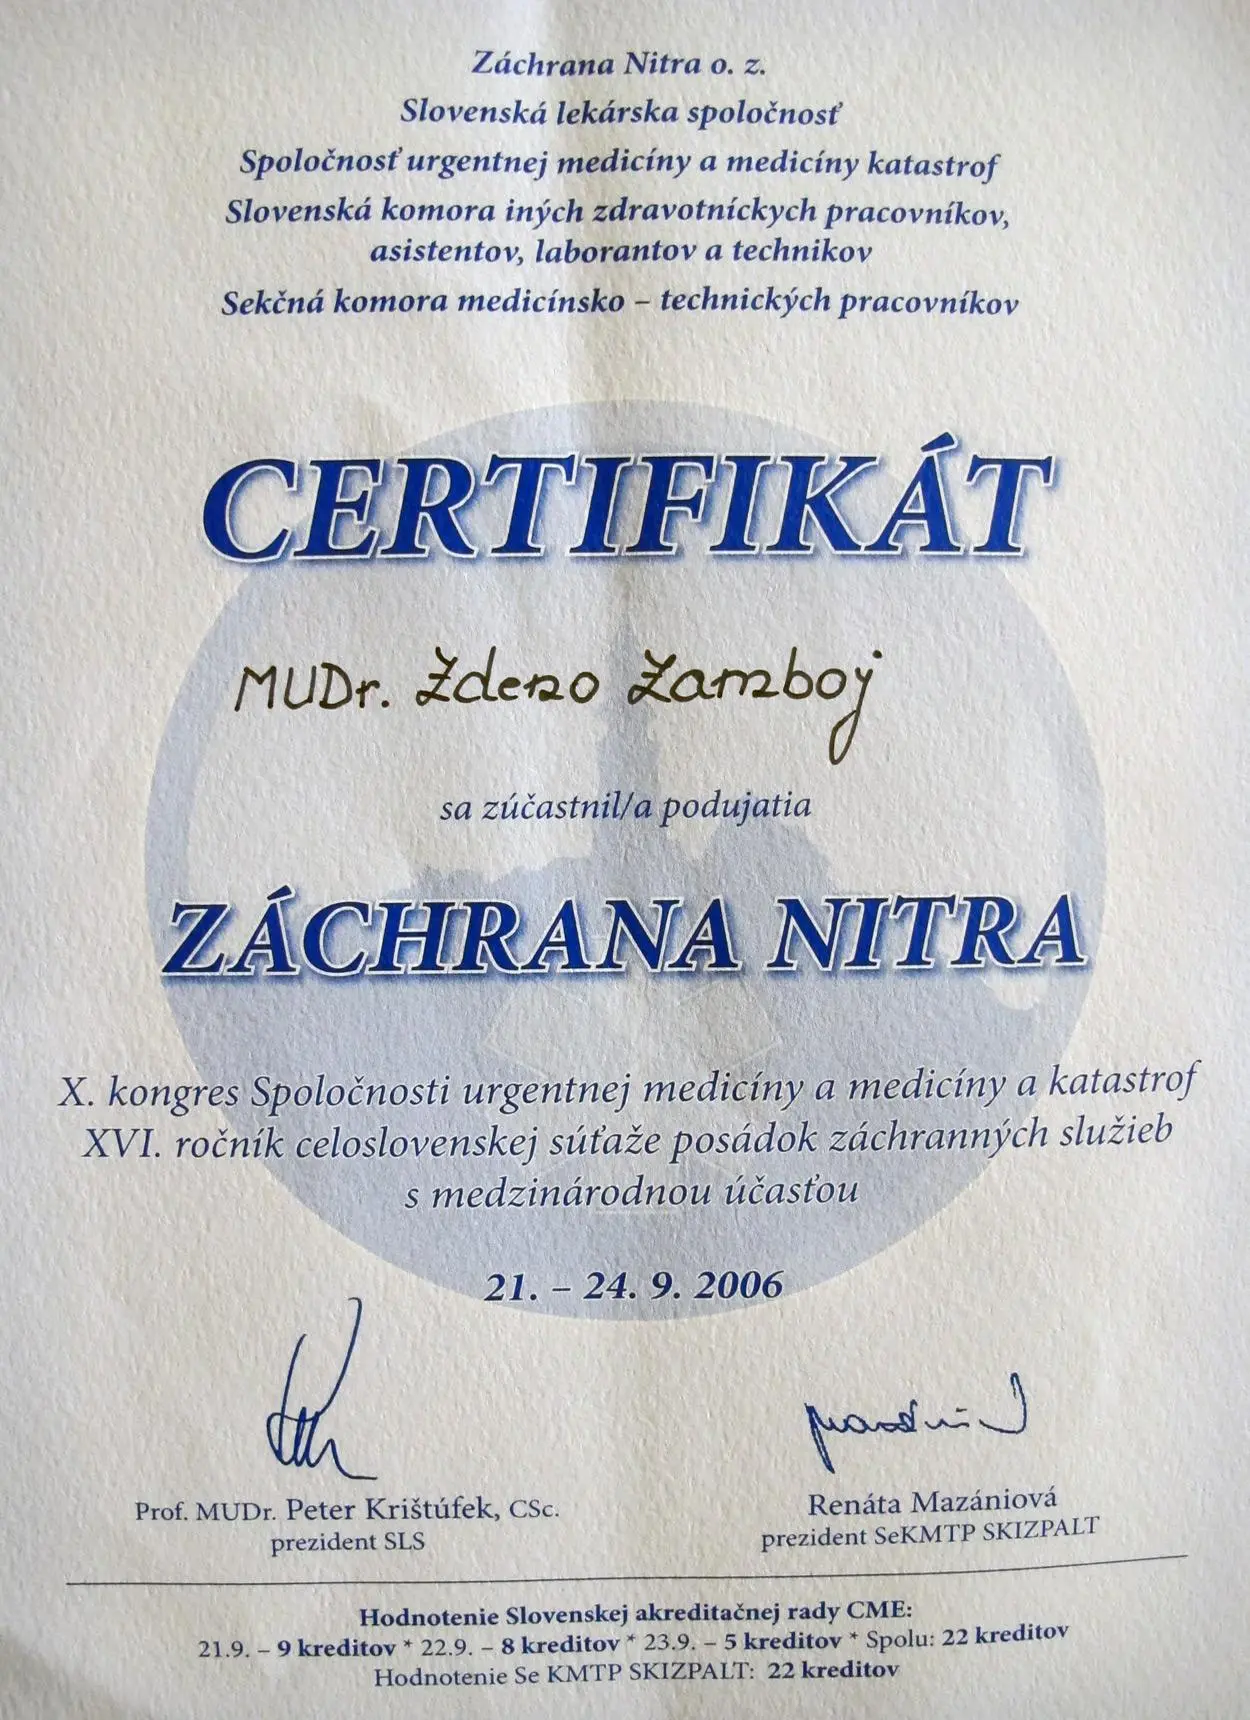 Záchrana Nitra o. z.
Slovenská lekárska spoločnosť
Spoločnosť urgentnej medicíny a medicíny katastrof
Slovenská komora iných zdravotníckych pracovníkov,
asistentov, laborantov a technikov
Sekčná komora medicínsko – technických pracovníkov
CERTIFIKÁT
MUDr. Zdeno Zamboj
sa zúčastnil/a podujatia
ZÁCHRANA NITRA
X. kongres Spoločnosti urgentnej medicíny a medicíny a katastrof
XVI. ročník celoslovenskej súťaže posádok záchranných služieb
s medzinárodnou účasťou
21. – 24. 9. 2006
Prof. MUDr. Peter Krištúfek, CSc.
prezident SLS
Renáta Mazániová
prezident SeKMTP SKIZPALT
Hodnotenie Slovenskej akreditačnej rady CME:
21.9. – 9 kreditov * 22.9. – 8 kreditov * 23.9. – 5 kreditov * Spolu: 22 kreditov
Hodnotenie Se KMTP SKIZPALT: 22 kreditov